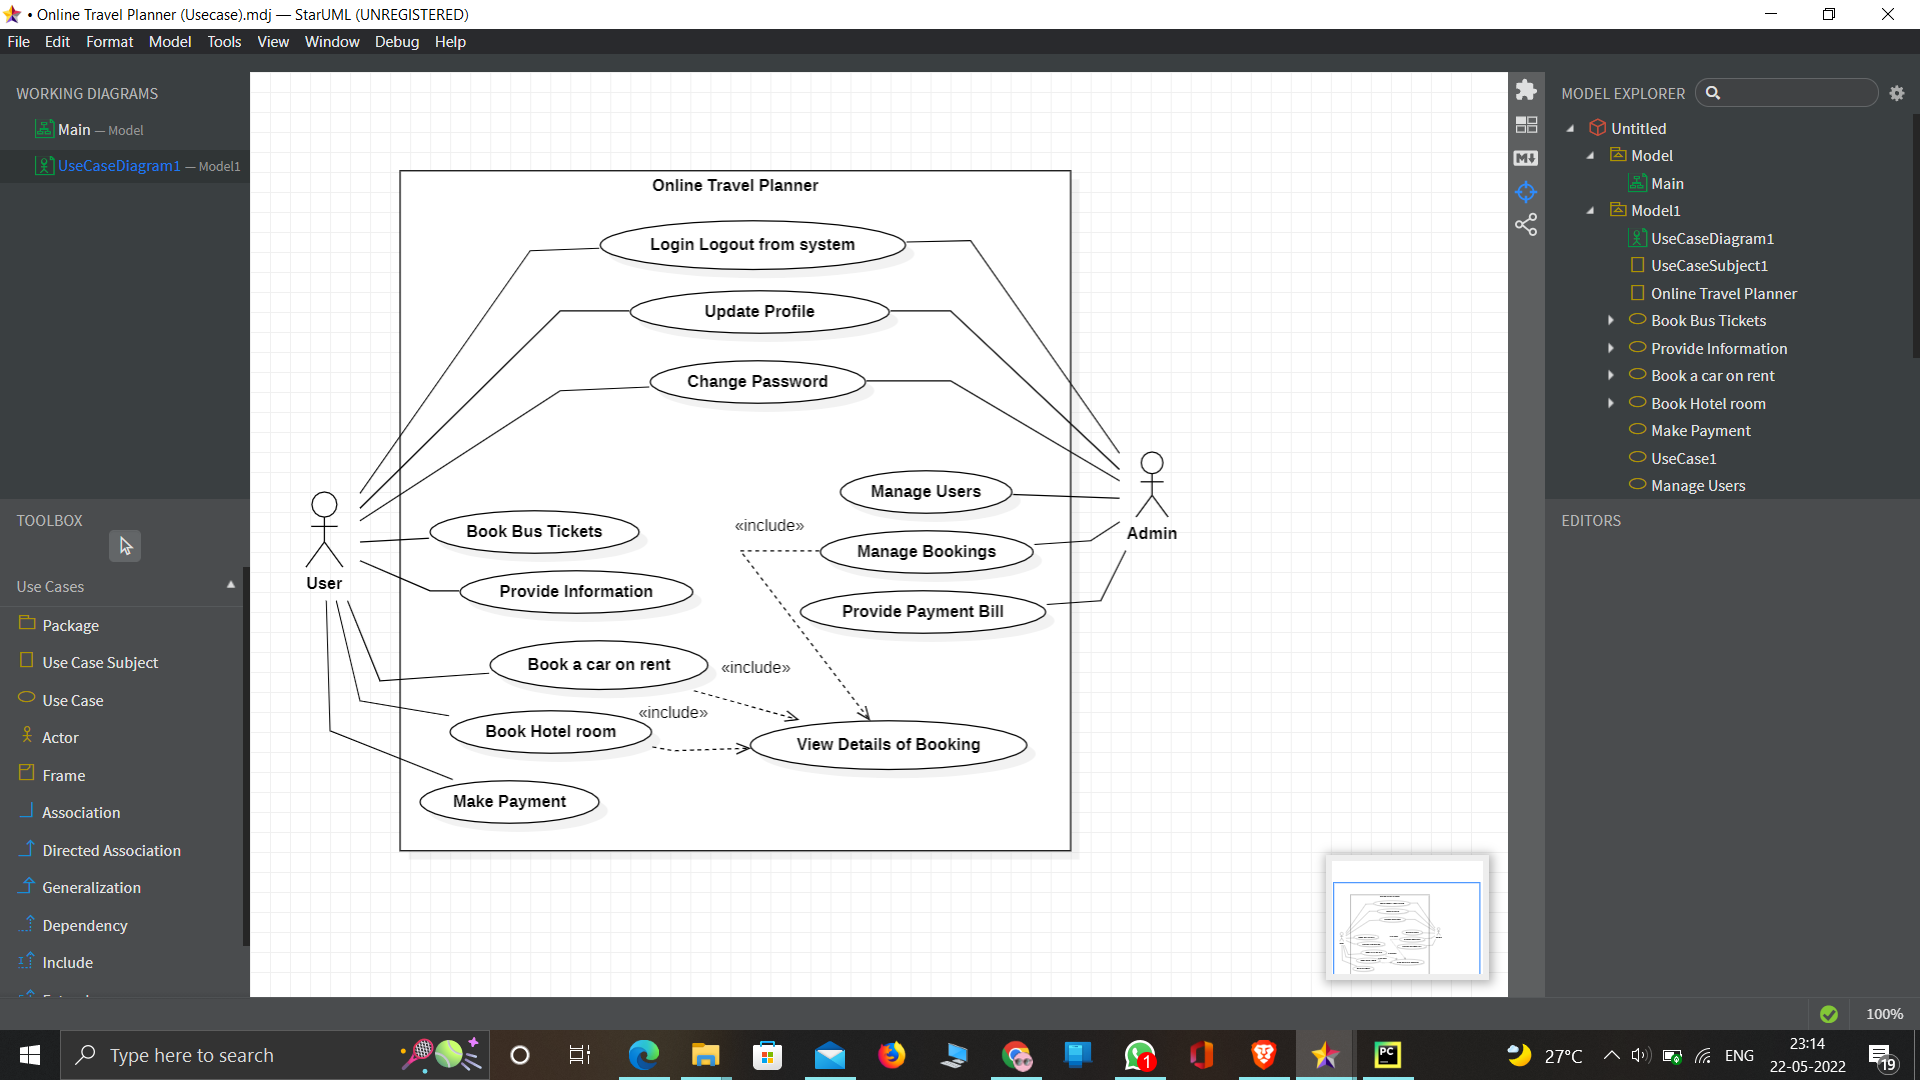 • Online Travel Planner (Usecase).mdj — StarUML (UNREGISTERED)
File Edit Format Model Tools View Window Debug Help
WORKING DIAGRAMS
Main — Model
UseCaseDiagram1 — Model1
TOOLBOX
Use Cases
Package
Use Case Subject
Use Case
Actor
Frame
Association
Directed Association
Generalization
Dependency
Include
Online Travel Planner
Login Logout from system
Update Profile
Change Password
Manage Users
«include»
Book Bus Tickets
Admin
Manage Bookings
User
Provide Information
Provide Payment Bill
Book a car on rent
«include»
«include»
Book Hotel room
View Details of Booking
Make Payment
M
MODEL EXPLORER
Untitled
Model
Main
Model1
UseCaseDiagram1
UseCaseSubject1
Online Travel Planner
Book Bus Tickets
Provide Information
Book a car on rent
Book Hotel room
Make Payment
UseCase1
Manage Users
EDITORS
100%
Type here to search
1
PC
27°C
ENG
23:14
22-05-2022
19